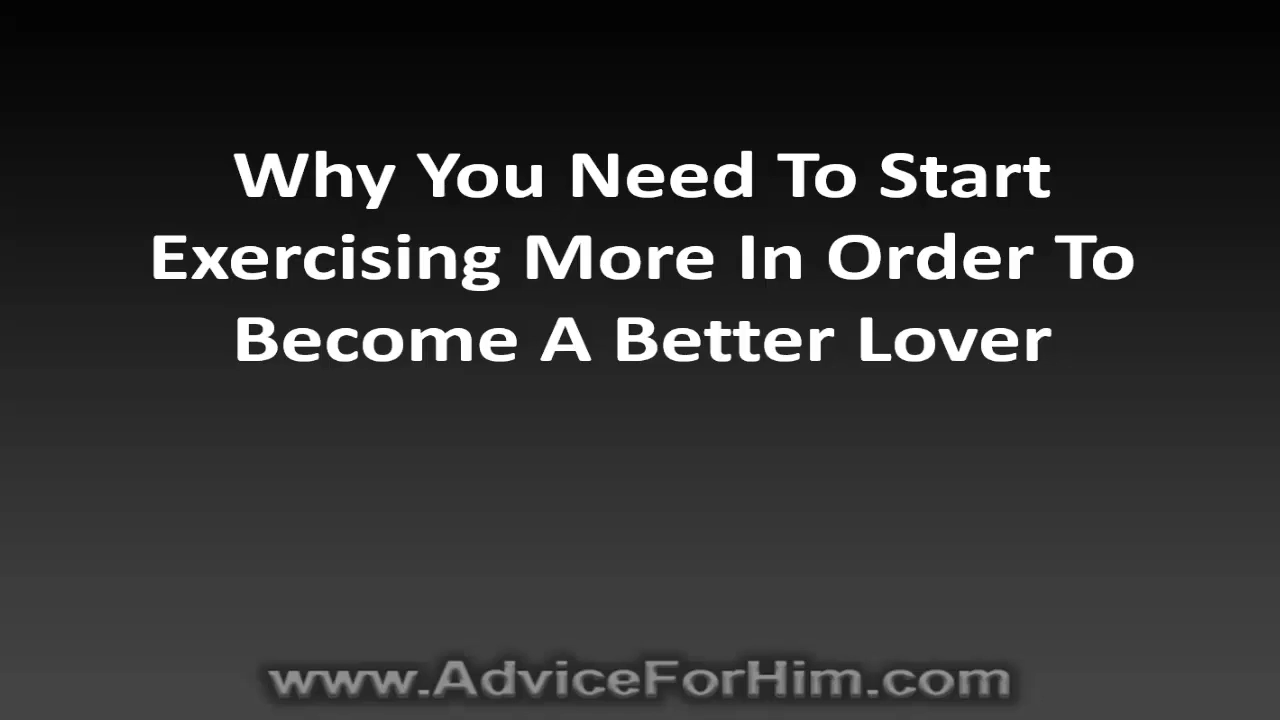 Why You Need To Start
Exercising More In Order To
Become A Better Lover
www.AdviceForHim.com